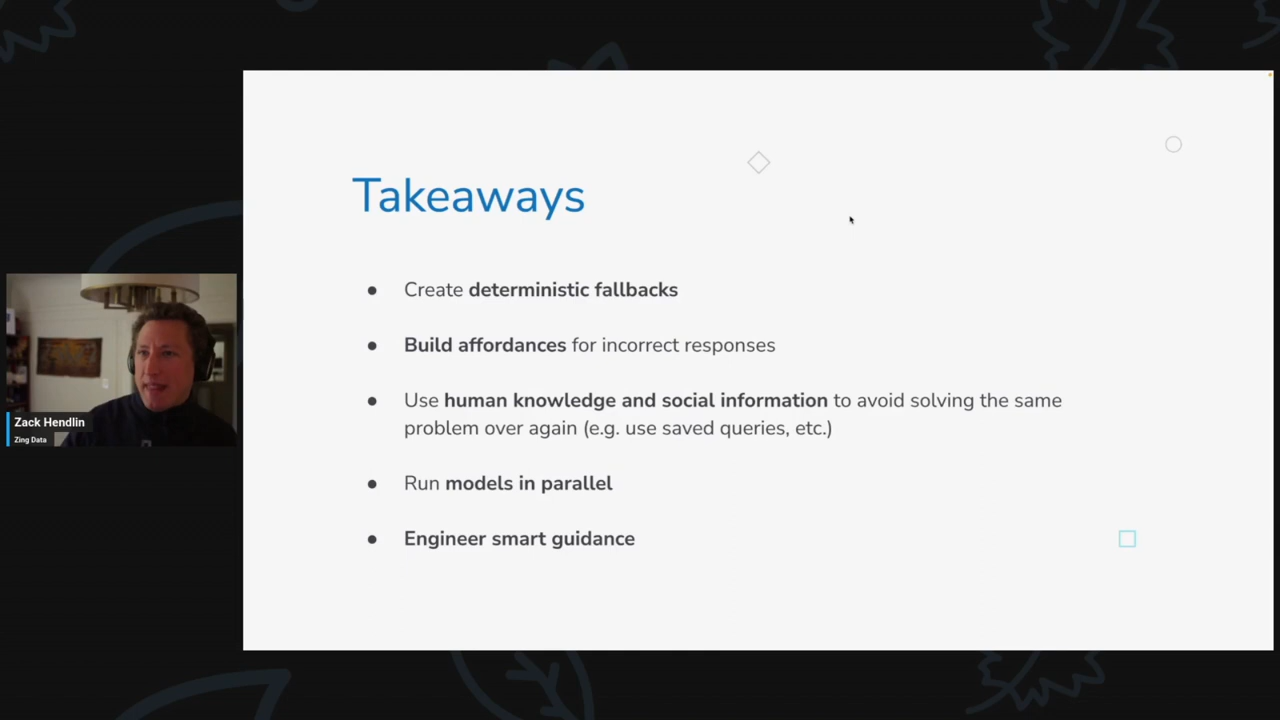 Takeaways
● Create deterministic fallbacks
● Build affordances for incorrect responses
● Use human knowledge and social information to avoid solving the same
problem over again (e.g. use saved queries, etc.)
● Run models in parallel
● Engineer smart guidance
Zack Hendlin
Zing Data